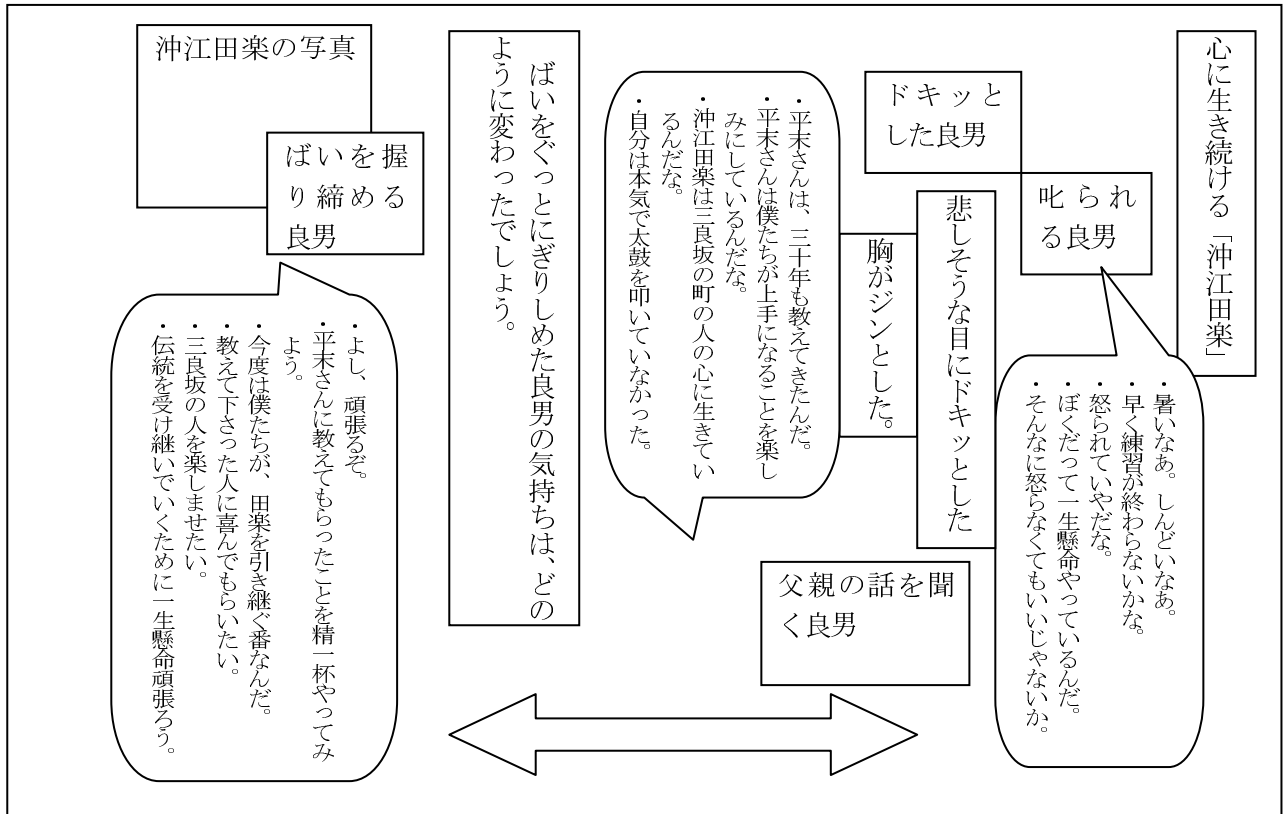 心に生き続ける「沖江田楽」
ドキッと
した良男
叱られ
る良男
・暑いなあ。しんどいなあ。
・早く練習が終わらないかな。
・怒られていやだな。
・ぼくだって一生懸命やっているんだ。
・そんなに怒らなくてもいいじゃないか。
悲しそうな目にドキッとした
胸がジンとした。
・平末さんは、三十年も教えてきたんだ。
・平末さんは僕たちが上手になることを楽し
みにしているんだな。
・沖江田楽は三良坂の町の人の心に生きてい
るんだな。
・自分は本気で太鼓を叩いていなかった。
父親の話を聞
く良男
ばいをぐっとにぎりしめた良男の気持ちは、どの
ように変わったでしょう。
沖江田楽の写真
ばいを握
り締める
良男
・よし、頑張るぞ。
・平末さんに教えてもらったことを精一杯やってみ
よう。
・今度は僕たちが、田楽を引き継ぐ番なんだ。
・教えて下さった人に喜んでもらいたい。
・三良坂の人を楽しませたい。
・伝統を受け継いでいくために一生懸命頑張ろう。